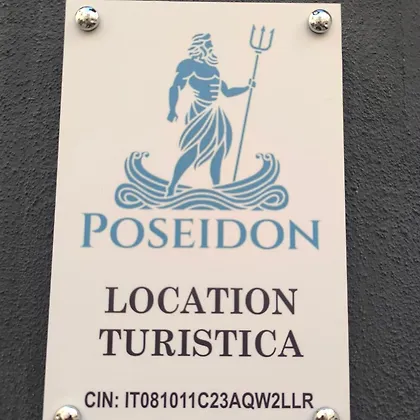 POSEIDON
LOCATION
TURISTICA
CIN: IT081011C23AQW2LLR